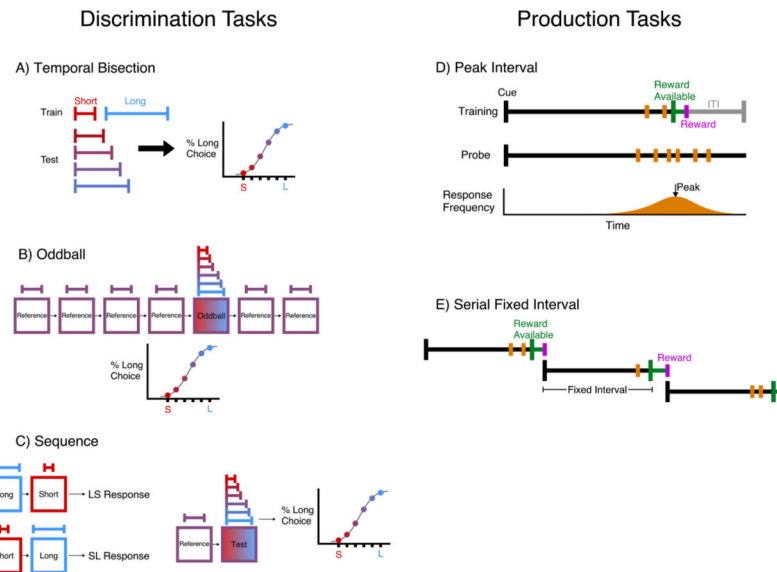 Discrimination Tasks
Production Tasks
A) Temporal Bisection
Short
Long
Train
Test
% Long
Choice
S
L
B) Oddball
Reference
Reference
Reference
Reference
Oddball
Reference
Reference
% Long
Choice
S
L
C) Sequence
ong
Short
LS Response
hort
Long
SL Response
Reference
Test
% Long
Choice
S
L
D) Peak Interval
Cue
Reward
Available
ITI
Training
Reward
Probe
Response
Frequency
Peak
Time
E) Serial Fixed Interval
Reward
Available
Reward
Fixed Interval